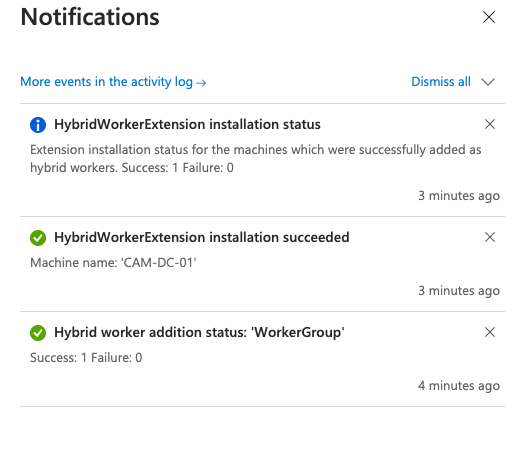 Notifications
More events in the activity log →
Dismiss all
HybridWorkerExtension installation status
Extension installation status for the machines which were successfully added as
hybrid workers. Success: 1 Failure: 0
3 minutes ago
HybridWorkerExtension installation succeeded
Machine name: 'CAM-DC-01'
3 minutes ago
Hybrid worker addition status: 'WorkerGroup'
Success: 1 Failure: 0
4 minutes ago